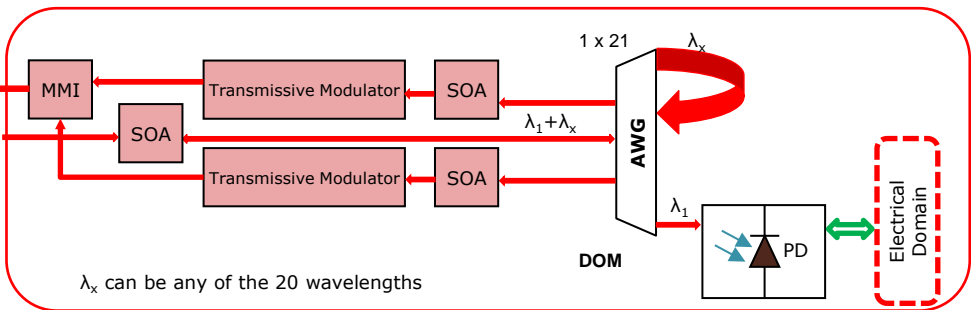 1 x 21
λx
MMI
Transmissive Modulator
SOA
SOA
λ1+λx
AWG
Transmissive Modulator
SOA
λ1
DOM
PD
Electrical
Domain
λx can be any of the 20 wavelengths